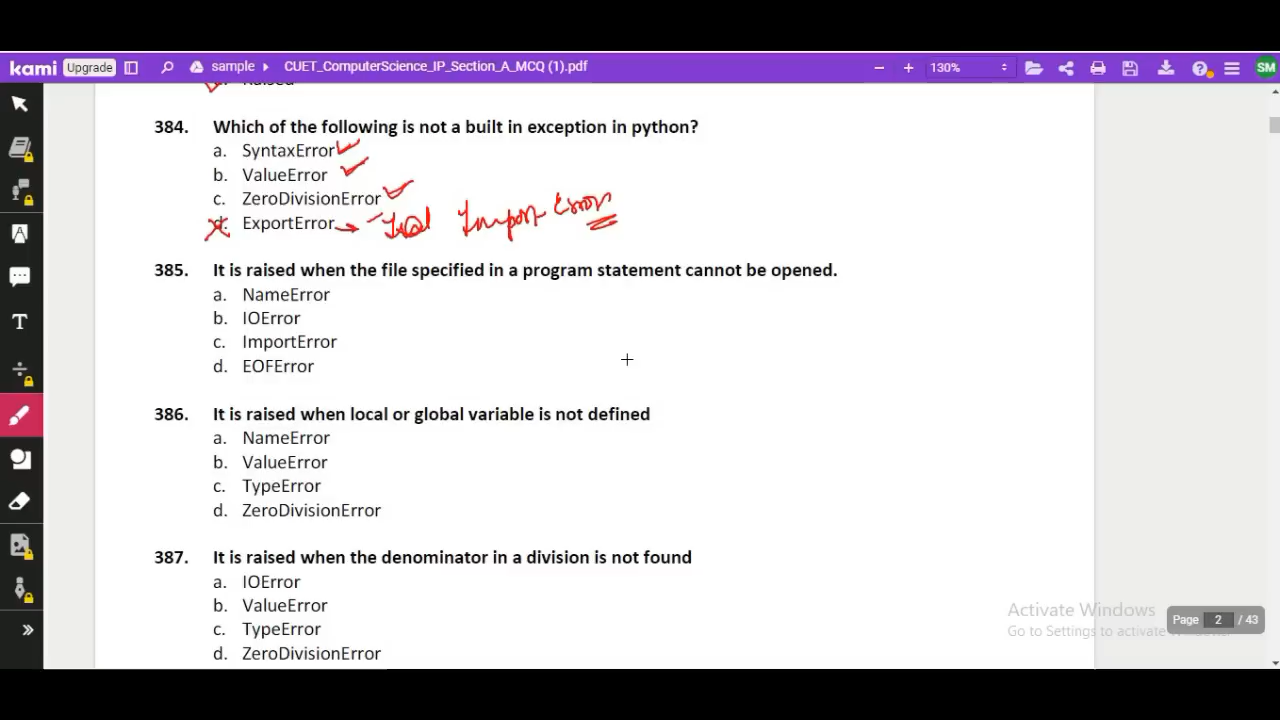 kami Upgrade sample CUET_ComputerScience_IP_Section_A_MCQ (1).pdf 130% SM
Raised
384. Which of the following is not a built in exception in python?
a. SyntaxError
b. ValueError
c. ZeroDivisionError
d. ExportError Import Error
385. It is raised when the file specified in a program statement cannot be opened.
a. NameError
b. IOError
c. ImportError
d. EOFError
386. It is raised when local or global variable is not defined
a. NameError
b. ValueError
c. TypeError
d. ZeroDivisionError
387. It is raised when the denominator in a division is not found
a. IOError
b. ValueError
c. TypeError
d. ZeroDivisionError
Activate Windows
Go to Settings to activate Windows.
Page 2 / 43